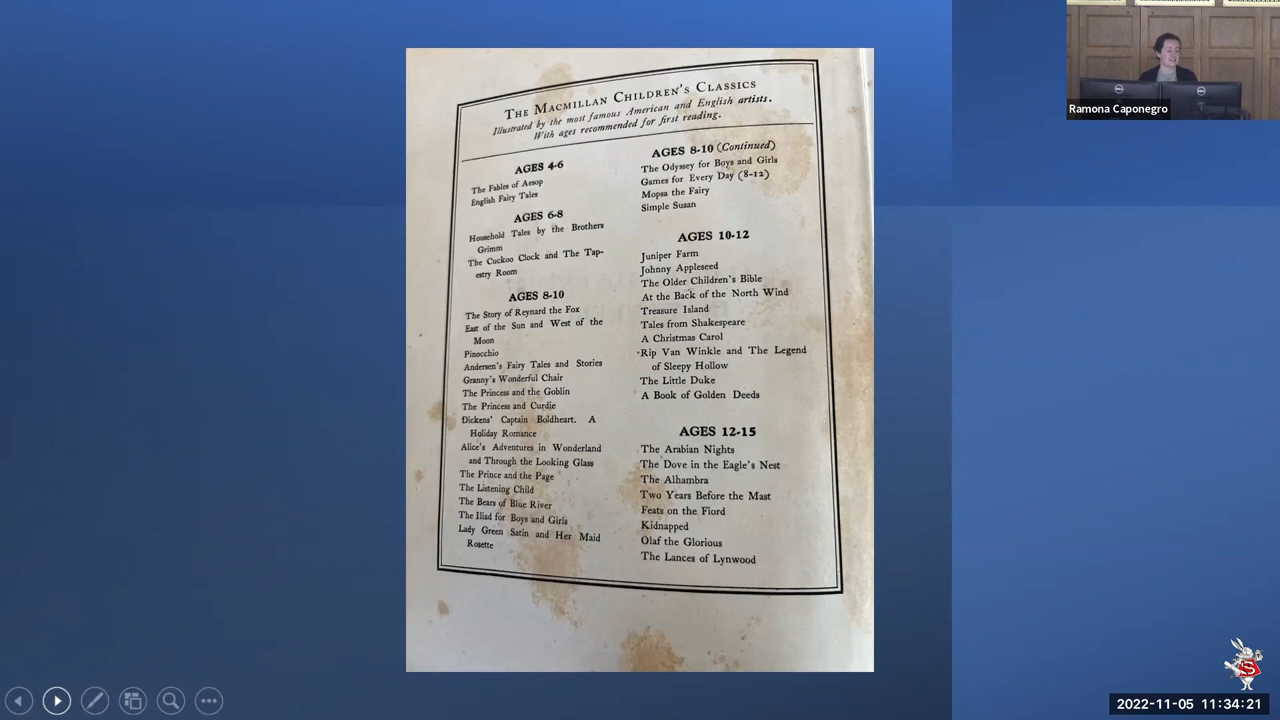 THE MACMILLAN CHILDREN'S CLASSICS
Illustrated by the most famous American and English artists.
With ages recommended for first reading.
AGES 4-6
The Fables of Aesop
English Fairy Tales
AGES 6-8
Household Tales by the Brothers
Grimm
The Cuckoo Clock and The Tap-
estry Room
AGES 8-10
The Story of Reynard the Fox
East of the Sun and West of the
Moon
Pinocchio
Andersen's Fairy Tales and Stories
Granny's Wonderful Chair
The Princess and the Goblin
The Princess and Curdie
Dickens' Captain Boldheart. A
Holiday Romance
Alice's Adventures in Wonderland
and Through the Looking Glass
The Prince and the Page
The Listening Child
The Bears of Blue River
The Iliad for Boys and Girls
Lady Green Satin and Her Maid
Rosette
AGES 8-10 (Continued)
The Odyssey for Boys and Girls
Games for Every Day (8-12)
Mopsa the Fairy
Simple Susan
AGES 10-12
Juniper Farm
Johnny Appleseed
The Older Children's Bible
At the Back of the North Wind
Treasure Island
Tales from Shakespeare
A Christmas Carol
Rip Van Winkle and The Legend
of Sleepy Hollow
The Little Duke
A Book of Golden Deeds
AGES 12-15
The Arabian Nights
The Dove in the Eagle's Nest
The Alhambra
Two Years Before the Mast
Feats on the Fiord
Kidnapped
Olaf the Glorious
The Lances of Lynwood
Ramona Caponegro
S
2022-11-05 11:34:21